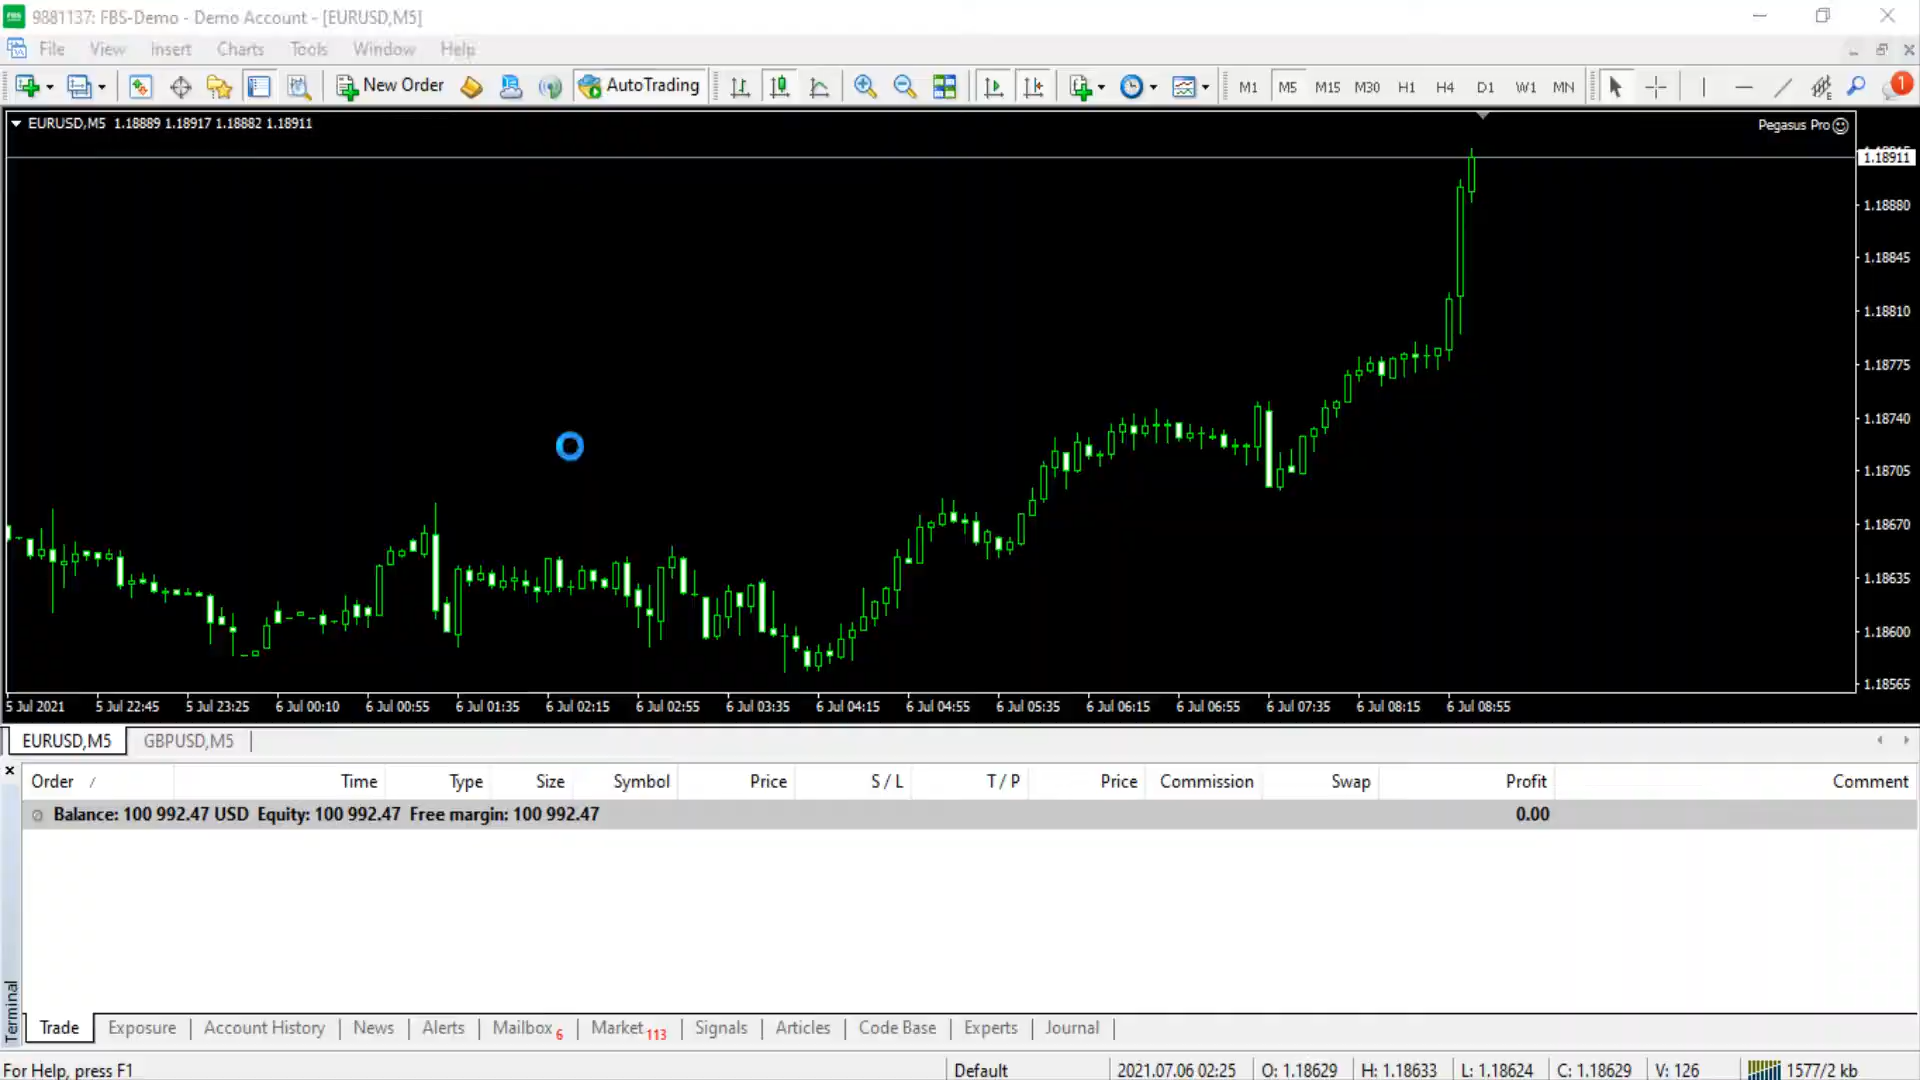 9881137: FBS-Demo - Demo Account - [EURUSD,M5]
File View Insert Charts Tools Window Help
New Order AutoTrading M1 M5 M15 M30 H1 H4 D1 W1 MN 1
EURUSD,M5 1.18889 1.18917 1.18882 1.18911
Pegasus Pro
1.18911
1.18880
1.18845
1.18810
1.18775
1.18740
1.18705
1.18670
1.18635
1.18600
1.18565
5 Jul 2021 5 Jul 22:45 5 Jul 23:25 6 Jul 00:10 6 Jul 00:55 6 Jul 01:35 6 Jul 02:15 6 Jul 02:55 6 Jul 03:35 6 Jul 04:15 6 Jul 04:55 6 Jul 05:35 6 Jul 06:15 6 Jul 06:55 6 Jul 07:35 6 Jul 08:15 6 Jul 08:55
EURUSD,M5 GBPUSD,M5
Order / Time Type Size Symbol Price S / L T / P Price Commission Swap Profit Comment
Balance: 100 992.47 USD Equity: 100 992.47 Free margin: 100 992.47 0.00
Terminal
Trade Exposure Account History News Alerts Mailbox 6 Market 113 Signals Articles Code Base Experts Journal
For Help, press F1 Default 2021.07.06 02:25 O: 1.18629 H: 1.18633 L: 1.18624 C: 1.18629 V: 126 1577/2 kb